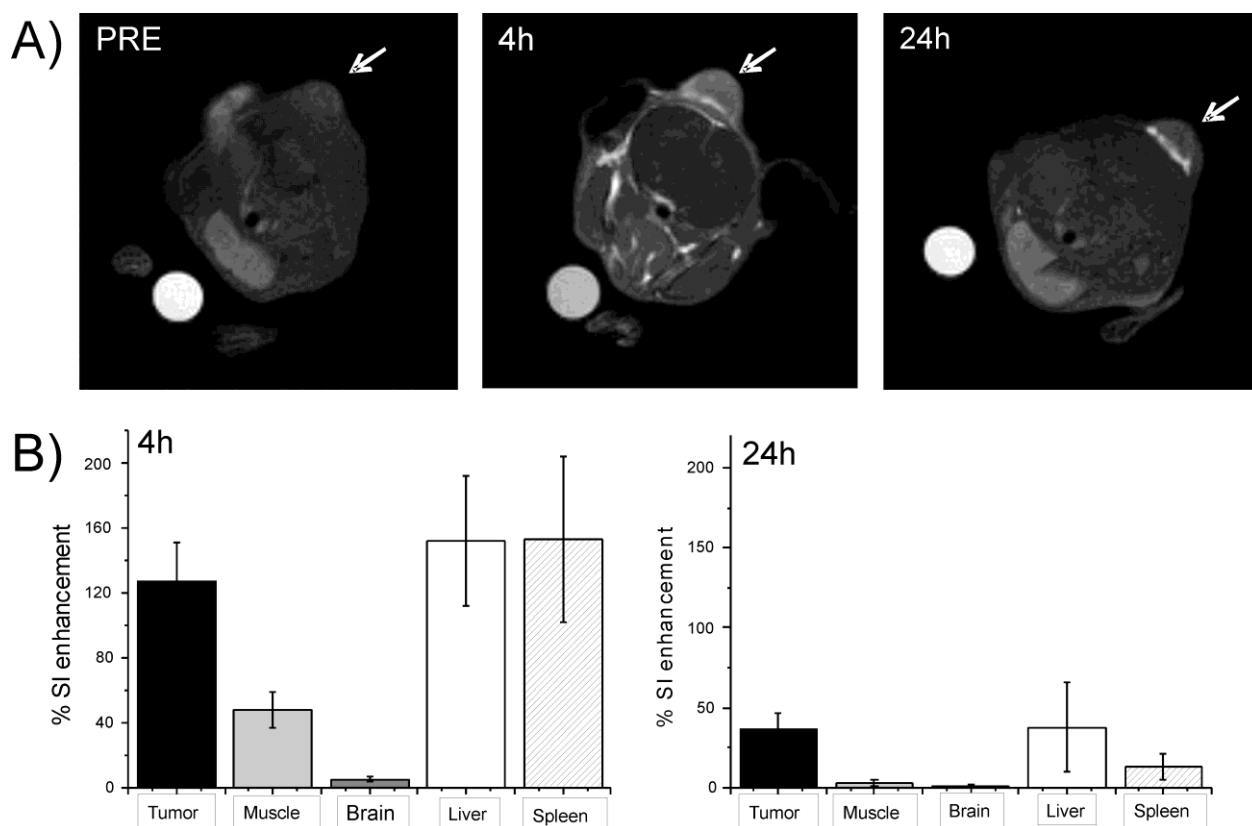 A)
PRE
4h
24h
B)
4h
% SI enhancement
200
160
120
80
40
0
Tumor
Muscle
Brain
Liver
Spleen
24h
% SI enhancement
200
150
100
50
0
Tumor
Muscle
Brain
Liver
Spleen